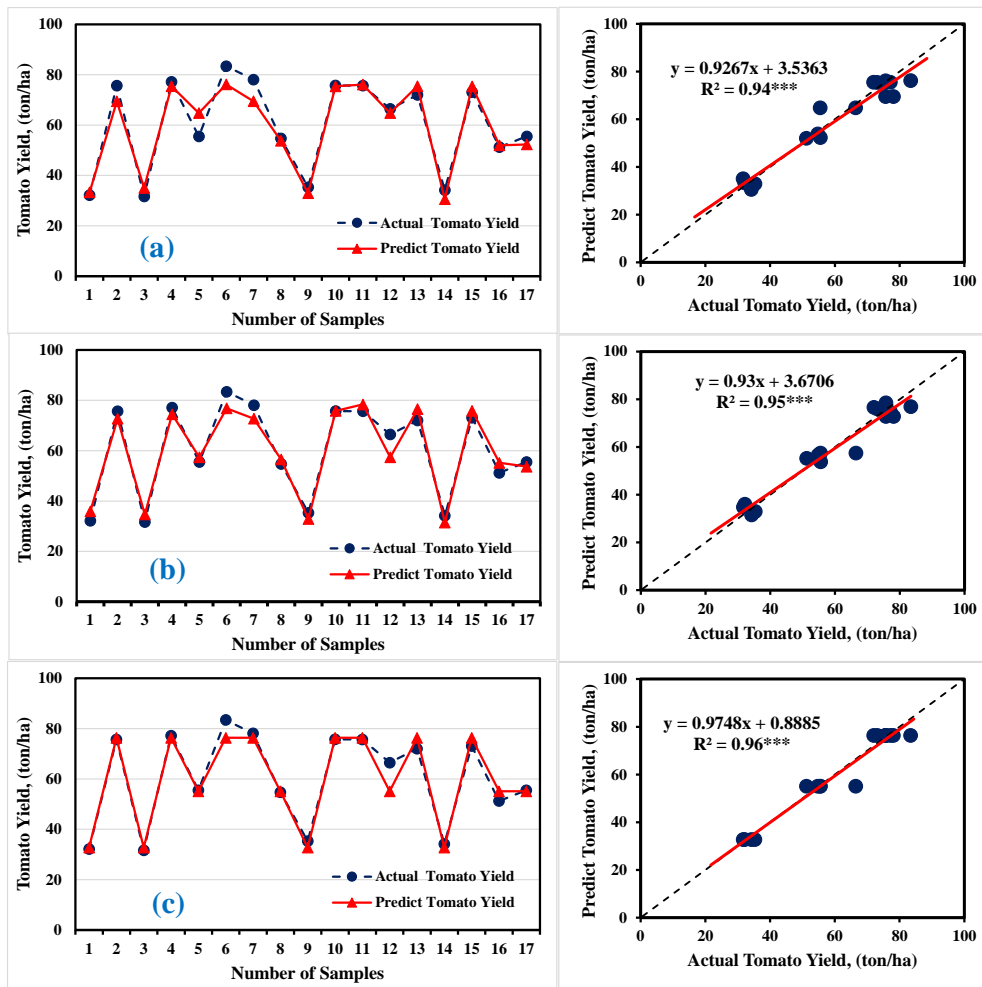 Tomato Yield, (ton/ha)
100
80
60
40
20
0
Actual Tomato Yield
Predict Tomato Yield
(a)
1 2 3 4 5 6 7 8 9 10 11 12 13 14 15 16 17
Number of Samples
Predict Tomato Yield, (ton/ha)
100
80
60
40
20
0
y = 0.9267x + 3.5363
R² = 0.94***
0 20 40 60 80 100
Actual Tomato Yield, (ton/ha)
Tomato Yield, (ton/ha)
100
80
60
40
20
0
Actual Tomato Yield
Predict Tomato Yield
(b)
1 2 3 4 5 6 7 8 9 10 11 12 13 14 15 16 17
Number of Samples
Predict Tomato Yield, (ton/ha)
100
80
60
40
20
0
y = 0.93x + 3.6706
R² = 0.95***
0 20 40 60 80 100
Actual Tomato Yield, (ton/ha)
Tomato Yield, (ton/ha)
100
80
60
40
20
0
Actual Tomato Yield
Predict Tomato Yield
(c)
1 2 3 4 5 6 7 8 9 10 11 12 13 14 15 16 17
Number of Samples
Predict Tomato Yield, (ton/ha)
100
80
60
40
20
0
y = 0.9748x + 0.8885
R² = 0.96***
0 20 40 60 80 100
Actual Tomato Yield, (ton/ha)